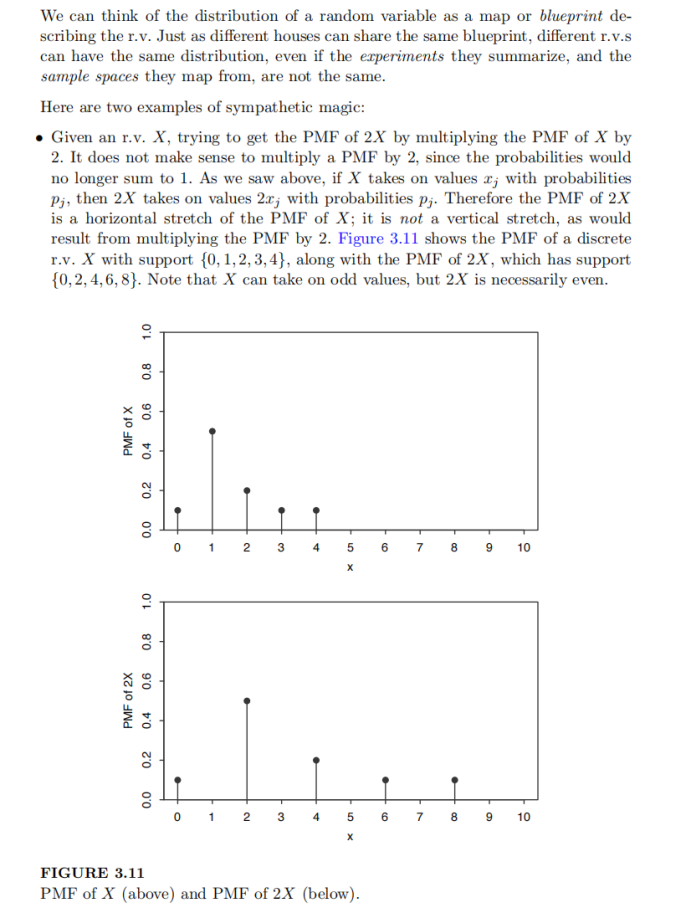 We can think of the distribution of a random variable as a map or blueprint de-
scribing the r.v. Just as different houses can share the same blueprint, different r.v.s
can have the same distribution, even if the experiments they summarize, and the
sample spaces they map from, are not the same.
Here are two examples of sympathetic magic:
• Given an r.v. X, trying to get the PMF of 2X by multiplying the PMF of X by
2. It does not make sense to multiply a PMF by 2, since the probabilities would
no longer sum to 1. As we saw above, if X takes on values xⱼ with probabilities
pⱼ, then 2X takes on values 2xⱼ with probabilities pⱼ. Therefore the PMF of 2X
is a horizontal stretch of the PMF of X; it is not a vertical stretch, as would
result from multiplying the PMF by 2. Figure 3.11 shows the PMF of a discrete
r.v. X with support {0, 1, 2, 3, 4}, along with the PMF of 2X, which has support
{0, 2, 4, 6, 8}. Note that X can take on odd values, but 2X is necessarily even.
PMF of X
0.0 0.2 0.4 0.6 0.8 1.0
0 1 2 3 4 5 6 7 8 9 10
x
PMF of 2X
0.0 0.2 0.4 0.6 0.8 1.0
0 1 2 3 4 5 6 7 8 9 10
x
FIGURE 3.11
PMF of X (above) and PMF of 2X (below).